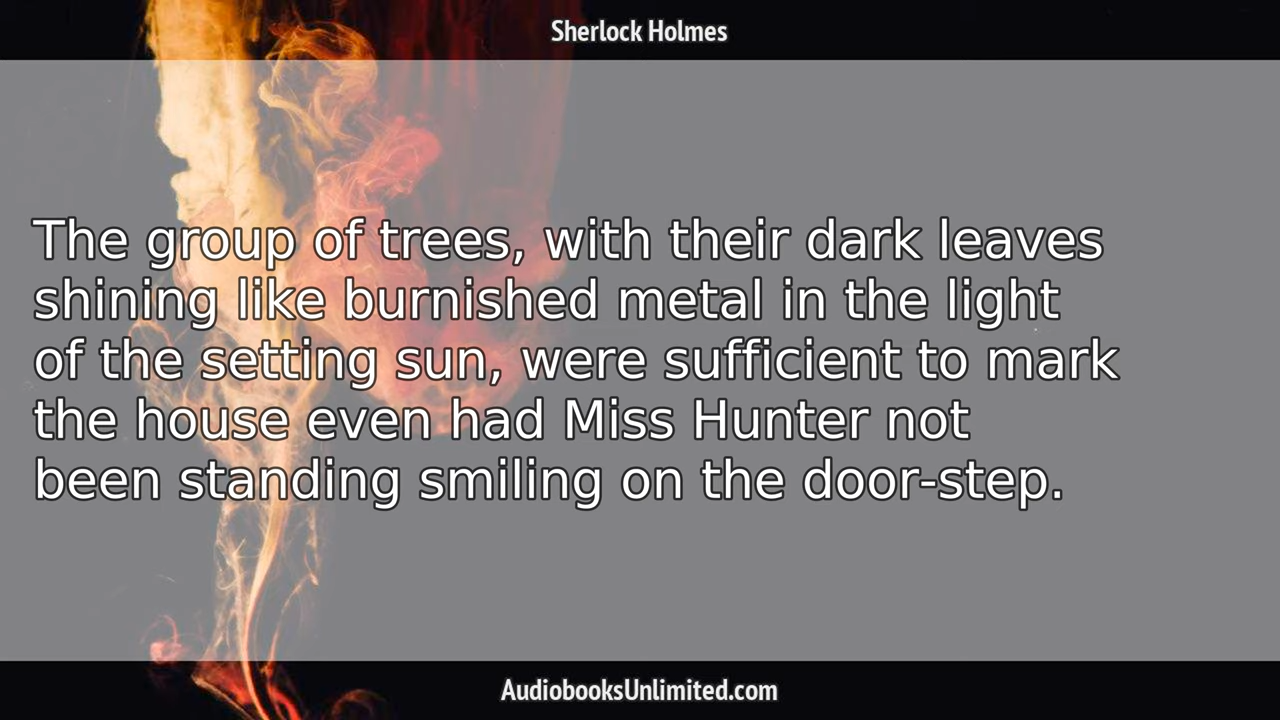 Sherlock Holmes
The group of trees, with their dark leaves
shining like burnished metal in the light
of the setting sun, were sufficient to mark
the house even had Miss Hunter not
been standing smiling on the door-step.
AudiobooksUnlimited.com